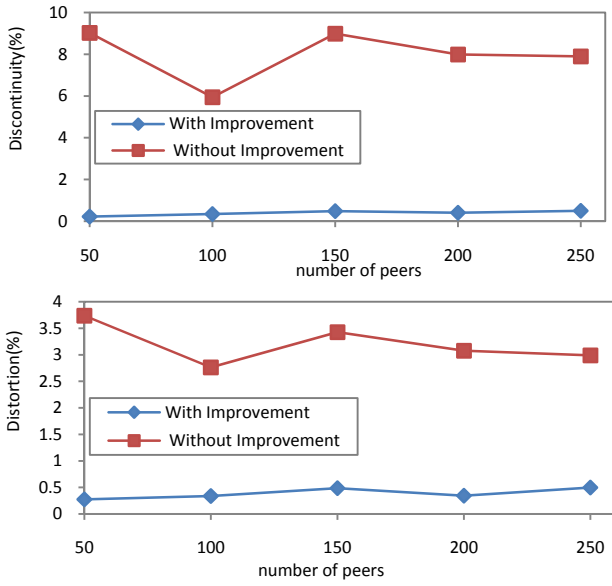 Discontinuity(%)
10
8
6
4
2
0
With Improvement
Without Improvement
50 100 150 200 250
number of peers
Distortion(%)
4
3.5
3
2.5
2
1.5
1
0.5
0
With Improvement
Without Improvement
50 100 150 200 250
number of peers